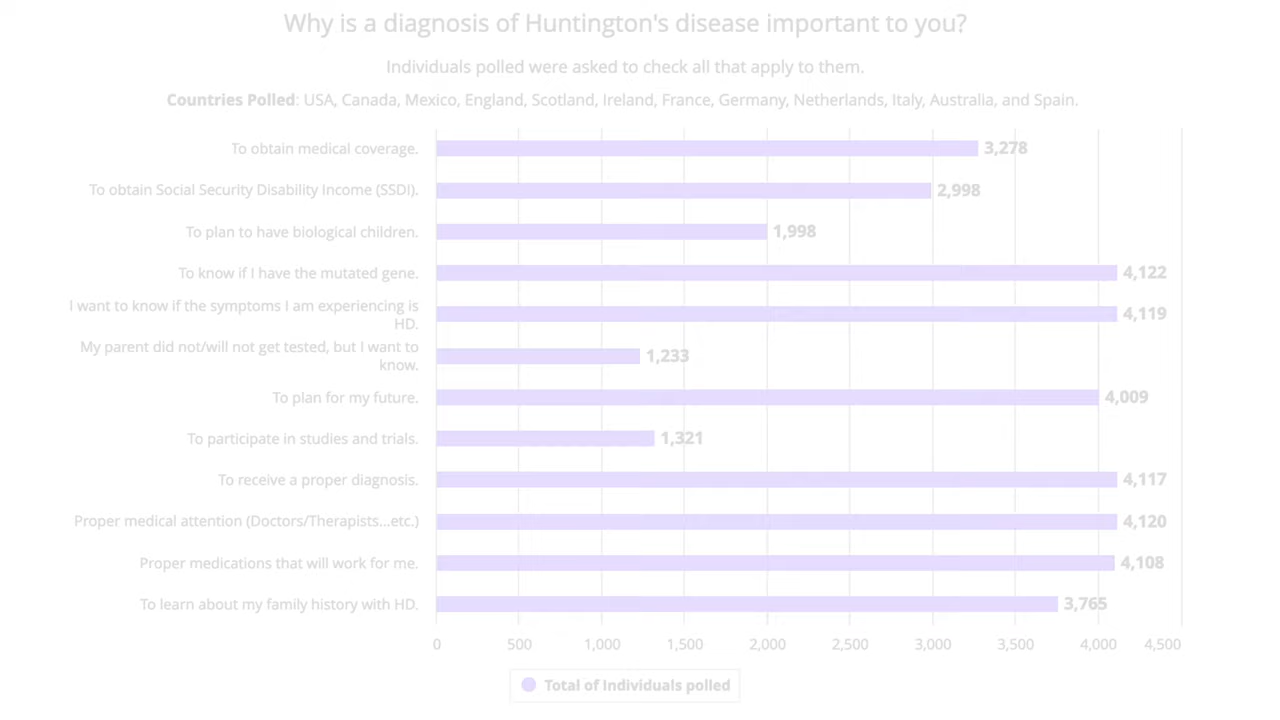 Why is a diagnosis of Huntington's disease important to you?
Individuals polled were asked to check all that apply to them.
Countries Polled: USA, Canada, Mexico, England, Scotland, Ireland, France, Germany, Netherlands, Italy, Australia, and Spain.
To obtain medical coverage. 3,278
To obtain Social Security Disability Income (SSDI). 2,998
To plan to have biological children. 1,998
To know if I have the mutated gene. 4,122
I want to know if the symptoms I am experiencing is
HD. 4,119
My parent did not/will not get tested, but I want to
know. 1,233
To plan for my future. 4,009
To participate in studies and trials. 1,321
To receive a proper diagnosis. 4,117
Proper medical attention (Doctors/Therapists...etc.) 4,120
Proper medications that will work for me. 4,108
To learn about my family history with HD. 3,765
0 500 1,000 1,500 2,000 2,500 3,000 3,500 4,000 4,500
Total of Individuals polled